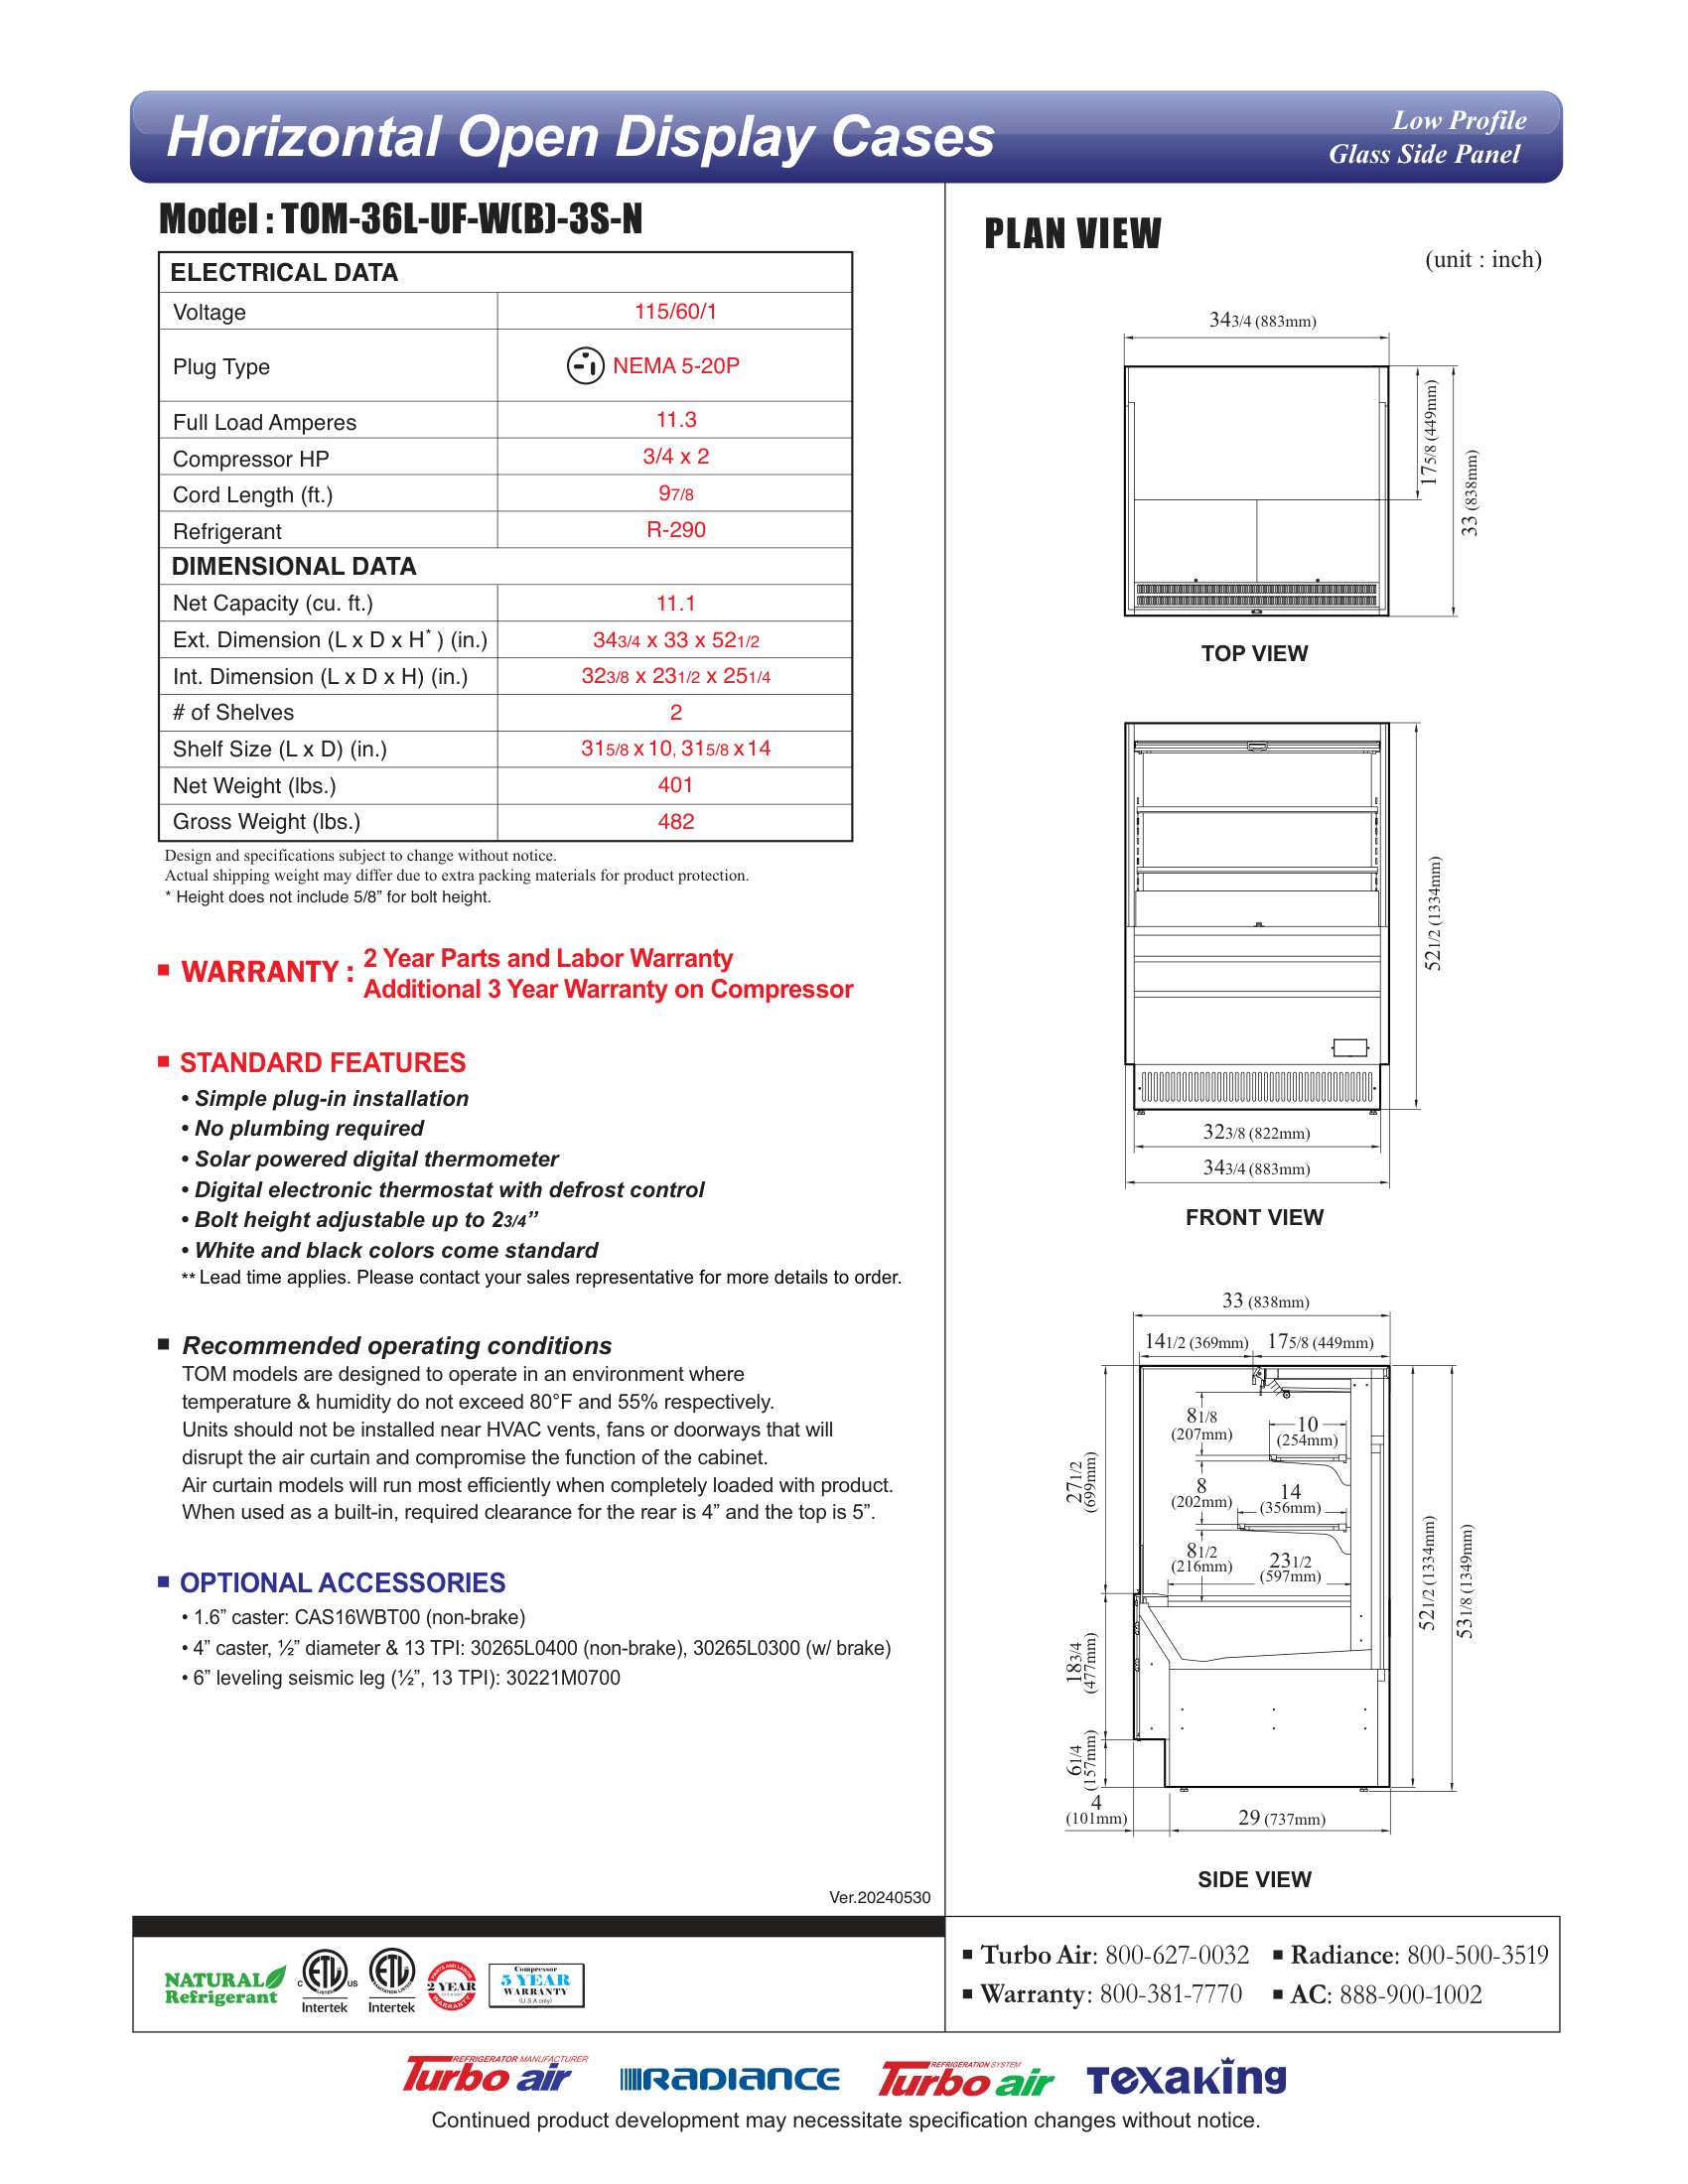 Horizontal Open Display Cases
Low Profile
Glass Side Panel
Model : TOM-36L-UF-W(B)-3S-N
ELECTRICAL DATA
Voltage 115/60/1
Plug Type NEMA 5-20P
Full Load Amperes 11.3
Compressor HP 3/4 x 2
Cord Length (ft.) 97/8
Refrigerant R-290
DIMENSIONAL DATA
Net Capacity (cu. ft.) 11.1
Ext. Dimension (L x D x H*) (in.) 343/4 x 33 x 521/2
Int. Dimension (L x D x H) (in.) 323/8 x 231/2 x 251/4
# of Shelves 2
Shelf Size (L x D) (in.) 315/8 x 10, 315/8 x 14
Net Weight (lbs.) 401
Gross Weight (lbs.) 482
Design and specifications subject to change without notice.
Actual shipping weight may differ due to extra packing materials for product protection.
* Height does not include 5/8” for bolt height.
WARRANTY : 2 Year Parts and Labor Warranty
Additional 3 Year Warranty on Compressor
STANDARD FEATURES
• Simple plug-in installation
• No plumbing required
• Solar powered digital thermometer
• Digital electronic thermostat with defrost control
• Bolt height adjustable up to 23/4”
• White and black colors come standard
** Lead time applies. Please contact your sales representative for more details to order.
Recommended operating conditions
TOM models are designed to operate in an environment where
temperature & humidity do not exceed 80°F and 55% respectively.
Units should not be installed near HVAC vents, fans or doorways that will
disrupt the air curtain and compromise the function of the cabinet.
Air curtain models will run most efficiently when completely loaded with product.
When used as a built-in, required clearance for the rear is 4” and the top is 5”.
OPTIONAL ACCESSORIES
• 1.6” caster: CAS16WBT00 (non-brake)
• 4” caster, ½” diameter & 13 TPI: 30265L0400 (non-brake), 30265L0300 (w/ brake)
• 6” leveling seismic leg (½”, 13 TPI): 30221M0700
Ver.20240530
PLAN VIEW
(unit : inch)
343/4 (883mm)
175/8 (449mm)
33 (838mm)
TOP VIEW
521/2 (1334mm)
323/8 (822mm)
343/4 (883mm)
FRONT VIEW
33 (838mm)
141/2 (369mm) 175/8 (449mm)
81/8
(207mm)
10
(254mm)
271/2
(699mm)
8
(202mm)
14
(356mm)
81/2
(216mm)
231/2
(597mm)
521/2 (1334mm)
531/8 (1349mm)
183/4
(477mm)
61/4
(157mm)
4
(101mm)
29 (737mm)
SIDE VIEW
NATURAL
Refrigerant
C ETL US
LISTED
Intertek
ETL
SANITATION LISTED
Intertek
PARTS AND LABOR
2 YEAR
WARRANTY
Compressor
5 YEAR
WARRANTY
(U.S.A only)
Turbo Air: 800-627-0032
Radiance: 800-500-3519
Warranty: 800-381-7770
AC: 888-900-1002
REFRIGERATOR MANUFACTURER
Turbo air
RADIANCE
REFRIGERATION SYSTEM
Turbo air
TEXAKING
Continued product development may necessitate specification changes without notice.